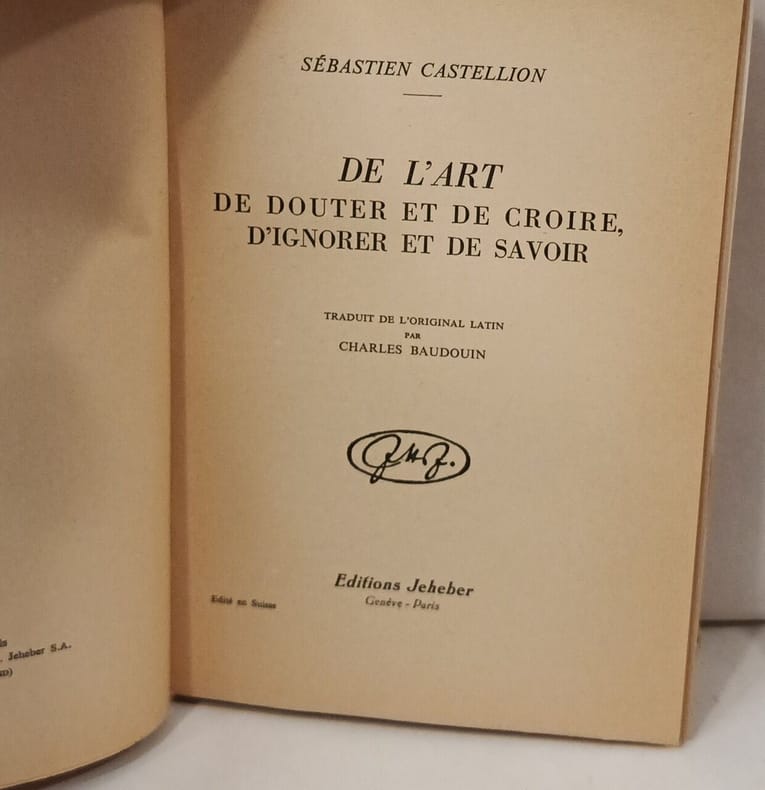 SÉBASTIEN CASTELLION
DE L'ART
DE DOUTER ET DE CROIRE,
D'IGNORER ET DE SAVOIR
TRADUIT DE L'ORIGINAL LATIN
PAR
CHARLES BAUDOUIN
Editions Jeheber
Genève - Paris
Edité en Suisse
Jeheber S.A.